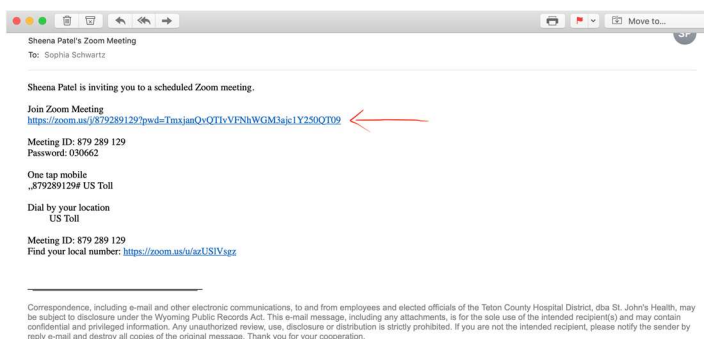 Move to...
Sheena Patel's Zoom Meeting
SP
To: Sophia Schwartz
Sheena Patel is inviting you to a scheduled Zoom meeting.
Join Zoom Meeting
https://zoom.us/j/879289129?pwd=TmxjanQvQTIvVFNhWGM3ajc1Y250QT09
Meeting ID: 879 289 129
Password: 030662
One tap mobile
,,879289129# US Toll
Dial by your location
US Toll
Meeting ID: 879 289 129
Find your local number: https://zoom.us/u/azUSlVsgz
Correspondence, including e-mail and other electronic communications, to and from employees and elected officials of the Teton County Hospital District, dba St. John's Health, may
be subject to disclosure under the Wyoming Public Records Act. This e-mail message, including any attachments, is for the sole use of the intended recipient(s) and may contain
confidential and privileged information. Any unauthorized review, use, disclosure or distribution is strictly prohibited. If you are not the intended recipient, please notify the sender by
reply e-mail and destroy all copies of the original message. Thank you for your cooperation.